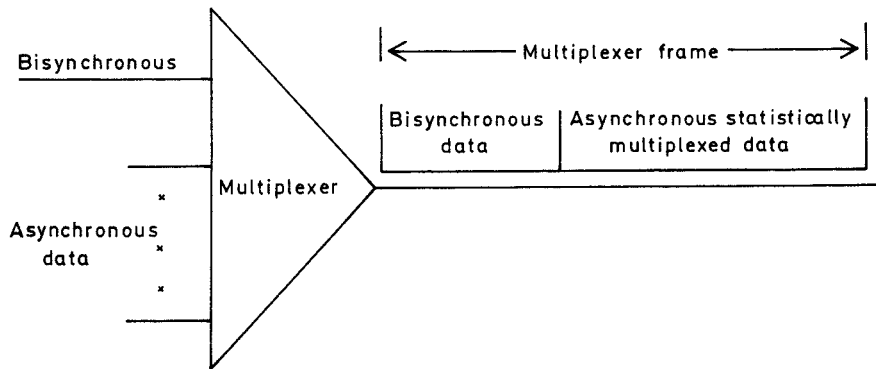 Bisynchronous
Multiplexer frame
Bisynchronous
data
Asynchronous statistically
multiplexed data
Multiplexer
Asynchronous
data